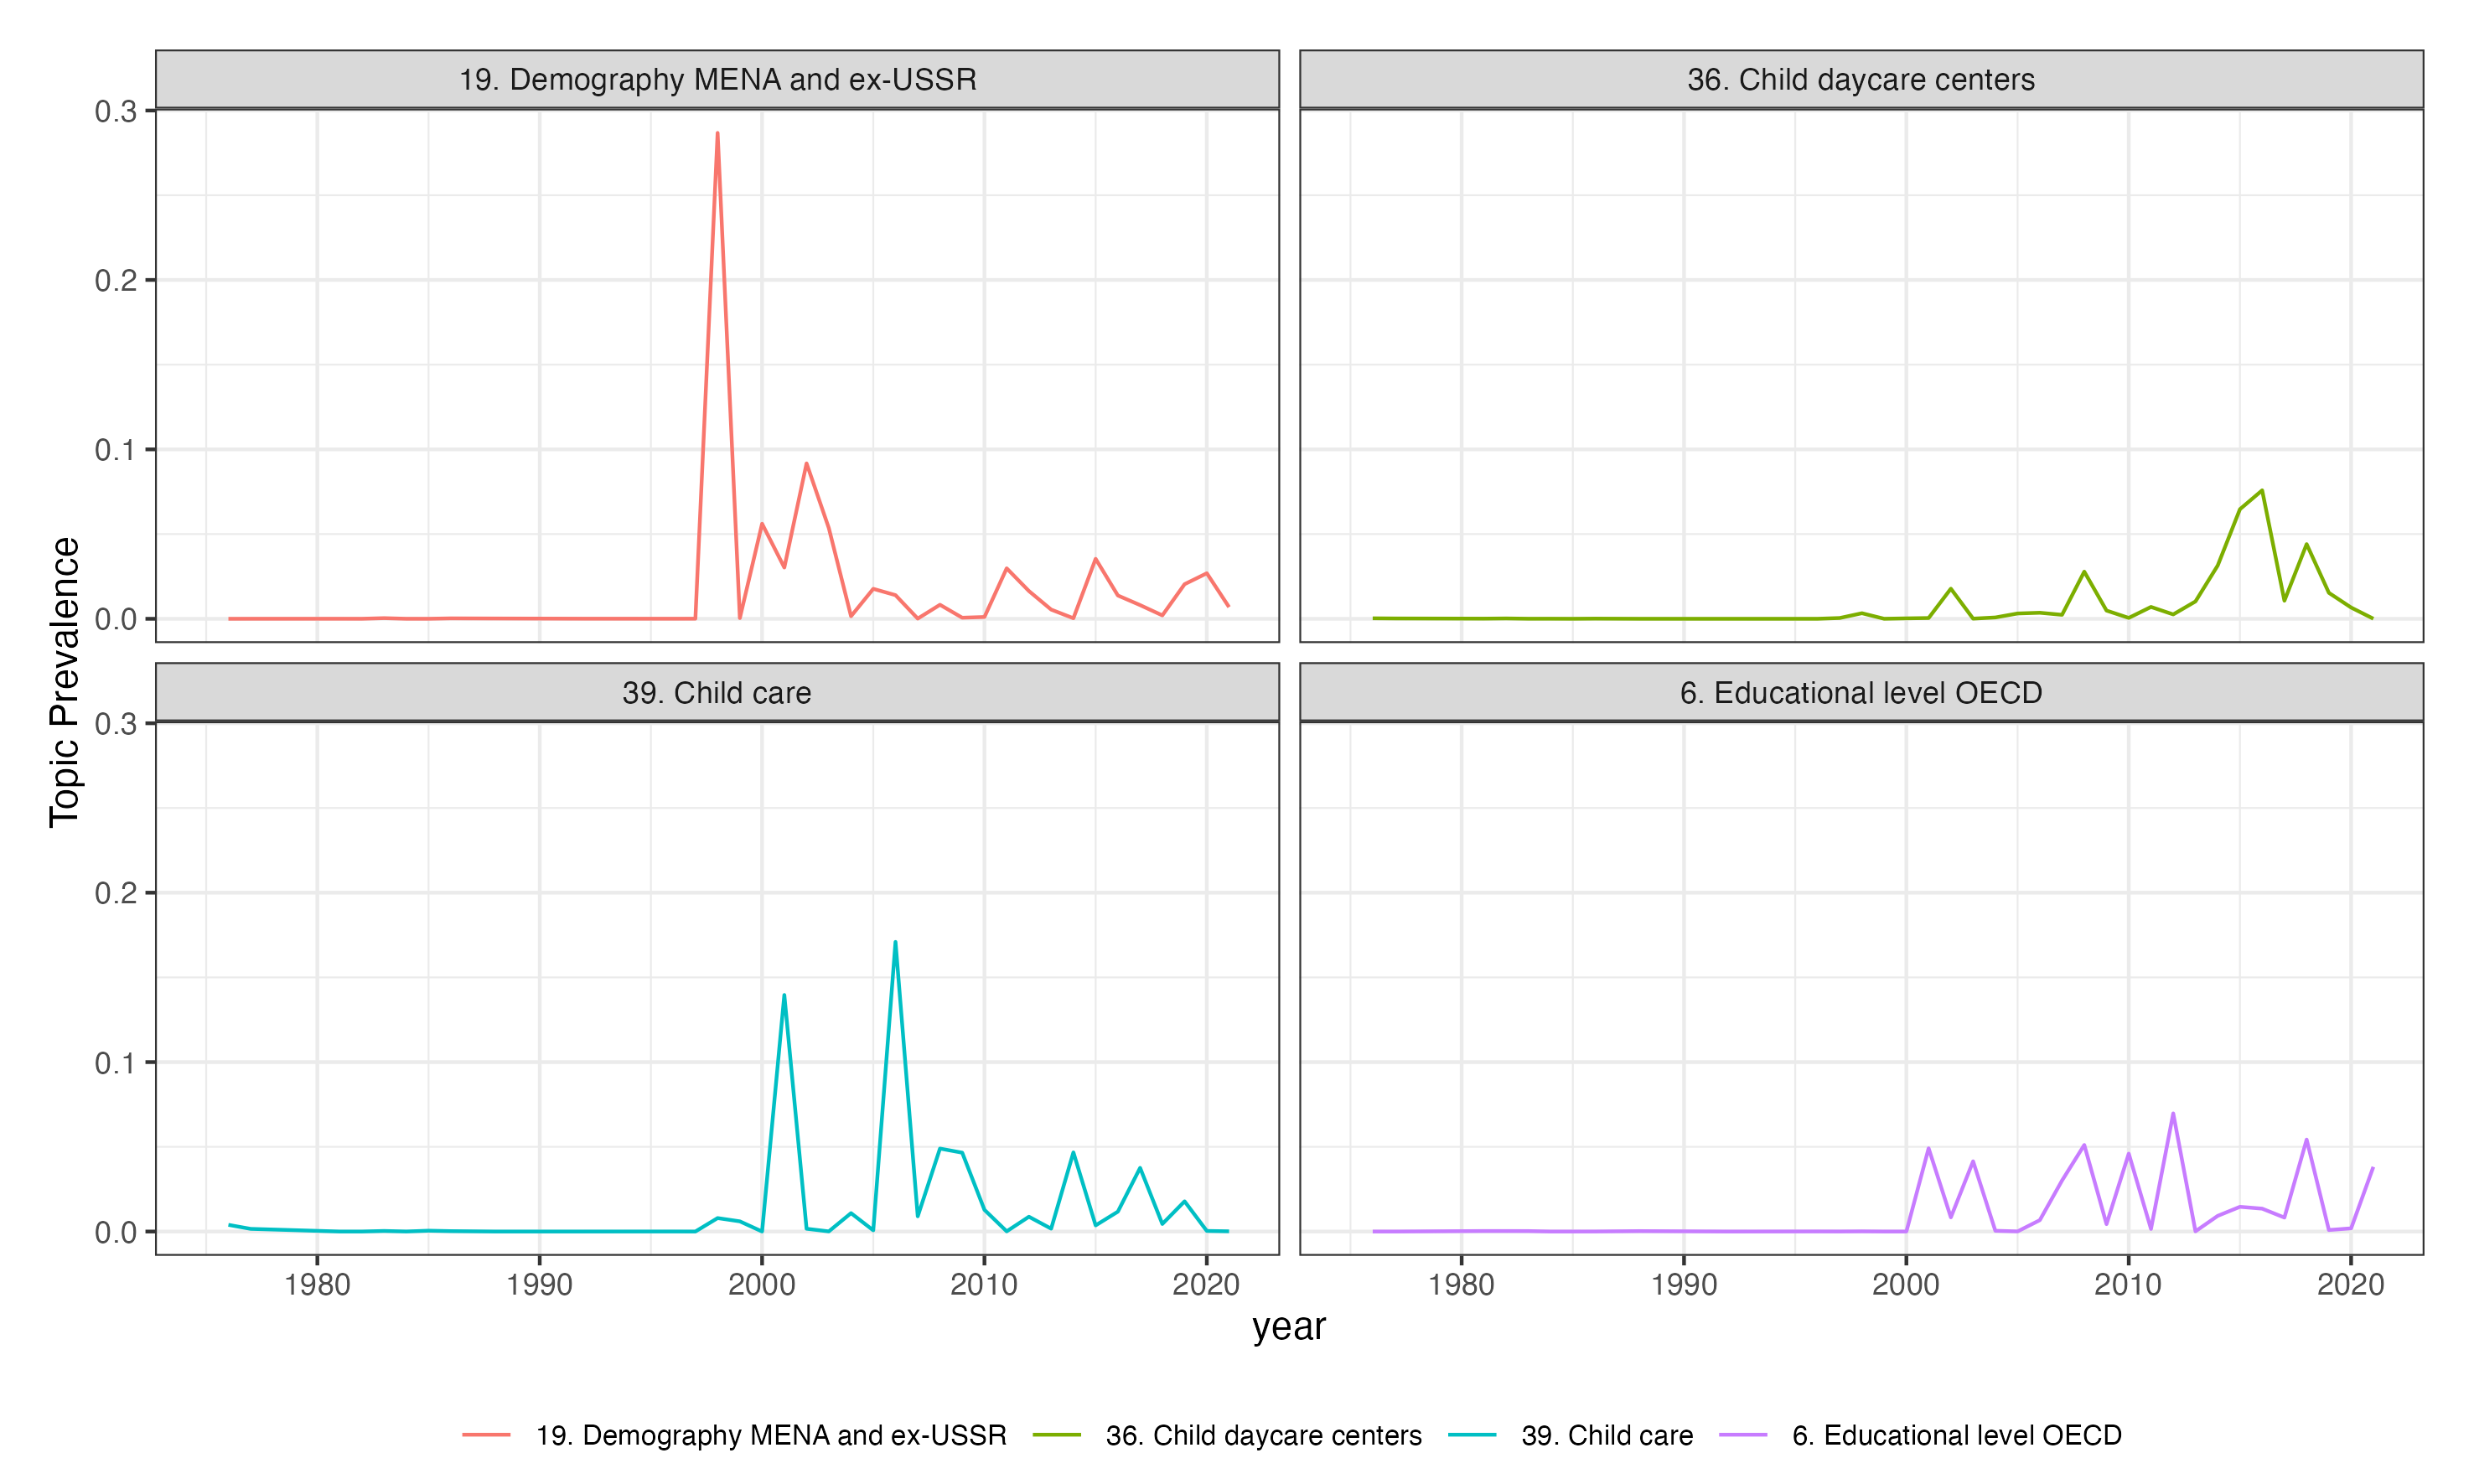 19. Demography MENA and ex-USSR
36. Child daycare centers
0.3
0.2
0.1
0.0
39. Child care
6. Educational level OECD
0.3
0.2
0.1
0.0
Topic Prevalence
1980 1990 2000 2010 2020
1980 1990 2000 2010 2020
year
19. Demography MENA and ex-USSR 36. Child daycare centers 39. Child care 6. Educational level OECD